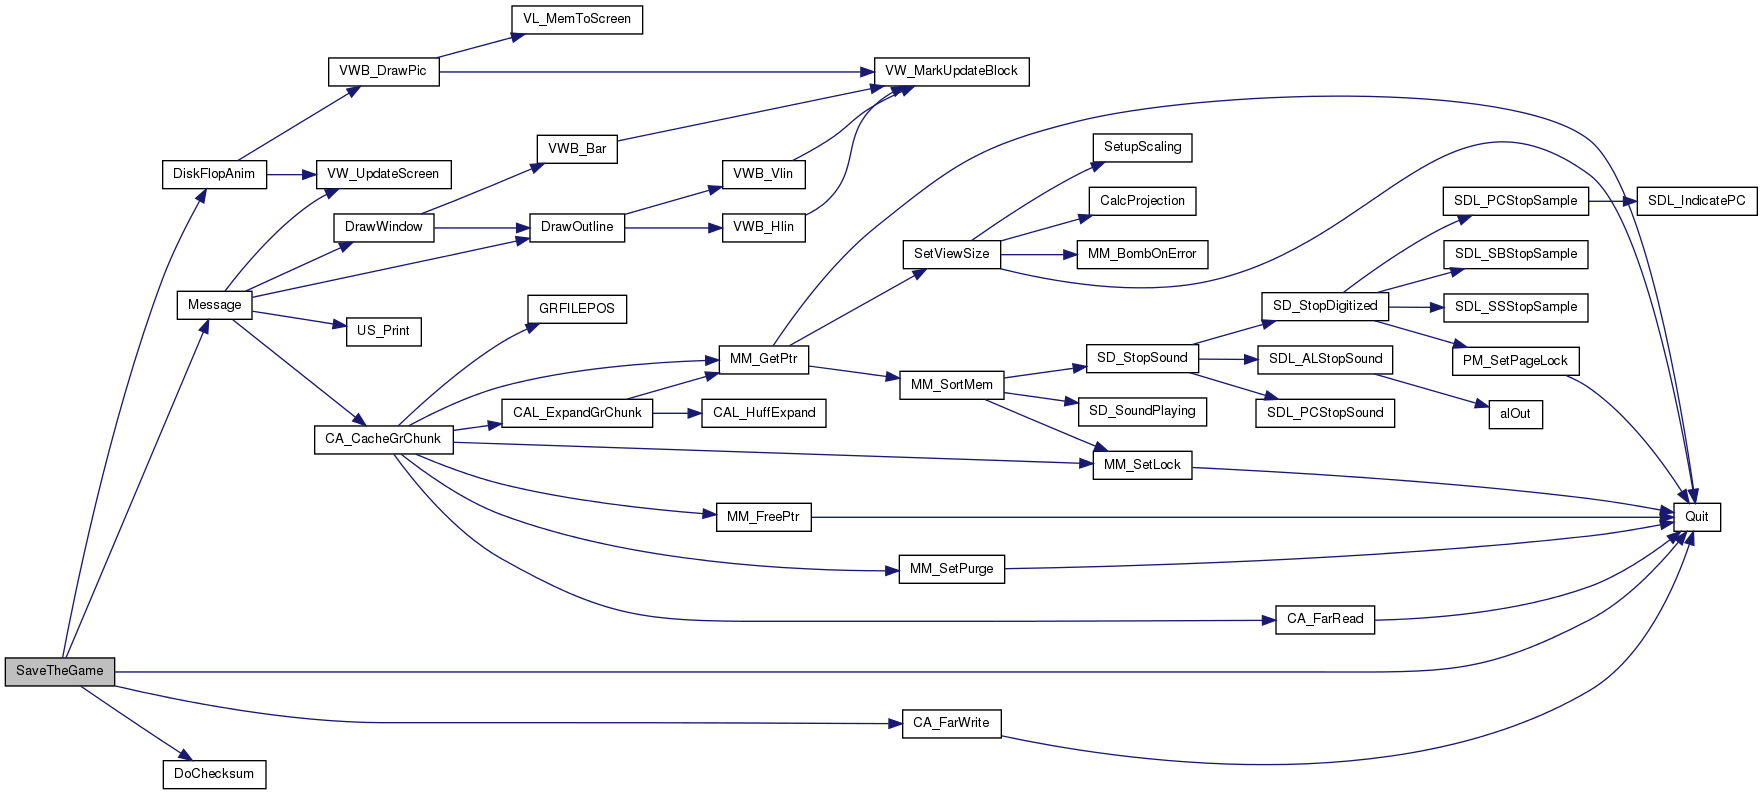 VL_MemToScreen
VWB_DrawPic
VW_MarkUpdateBlock
SetupScaling
VWB_Bar
DiskFlopAnim
VW_UpdateScreen
VWB_Vlin
CalcProjection
SDL_PCStopSample
SDL_IndicatePC
DrawWindow
DrawOutline
VWB_Hlin
SetViewSize
MM_BombOnError
SDL_SBStopSample
Message
GRFILEPOS
SD_StopDigitized
SDL_SSStopSample
US_Print
MM_GetPtr
SD_StopSound
SDL_ALStopSound
PM_SetPageLock
MM_SortMem
CAL_ExpandGrChunk
CAL_HuffExpand
SD_SoundPlaying
SDL_PCStopSound
alOut
CA_CacheGrChunk
MM_SetLock
MM_FreePtr
Quit
MM_SetPurge
CA_FarRead
SaveTheGame
CA_FarWrite
DoChecksum